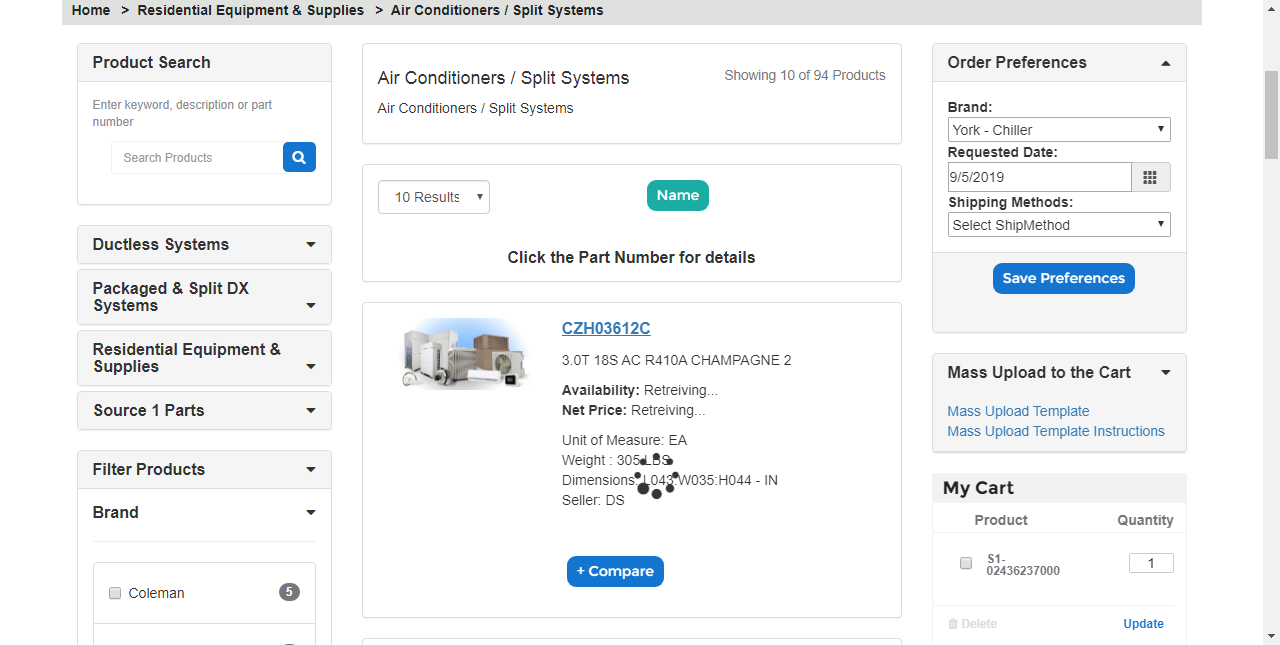 Home > Residential Equipment & Supplies > Air Conditioners / Split Systems
Product Search
Enter keyword, description or part
number
Search Products
Ductless Systems
Packaged & Split DX
Systems
Residential Equipment &
Supplies
Source 1 Parts
Filter Products
Brand
Coleman 5
Air Conditioners / Split Systems
Showing 10 of 94 Products
Air Conditioners / Split Systems
10 Results
Name
Click the Part Number for details
CZH03612C
3.0T 18S AC R410A CHAMPAGNE 2
Availability: Retreiving...
Net Price: Retreiving...
Unit of Measure: EA
Weight : 305 LBS
Dimensions: L043:W035:H044 - IN
Seller: DS
+ Compare
Order Preferences
Brand:
York - Chiller
Requested Date:
9/5/2019
Shipping Methods:
Select ShipMethod
Save Preferences
Mass Upload to the Cart
Mass Upload Template
Mass Upload Template Instructions
My Cart
Product Quantity
S1-
02436237000
1
Delete Update